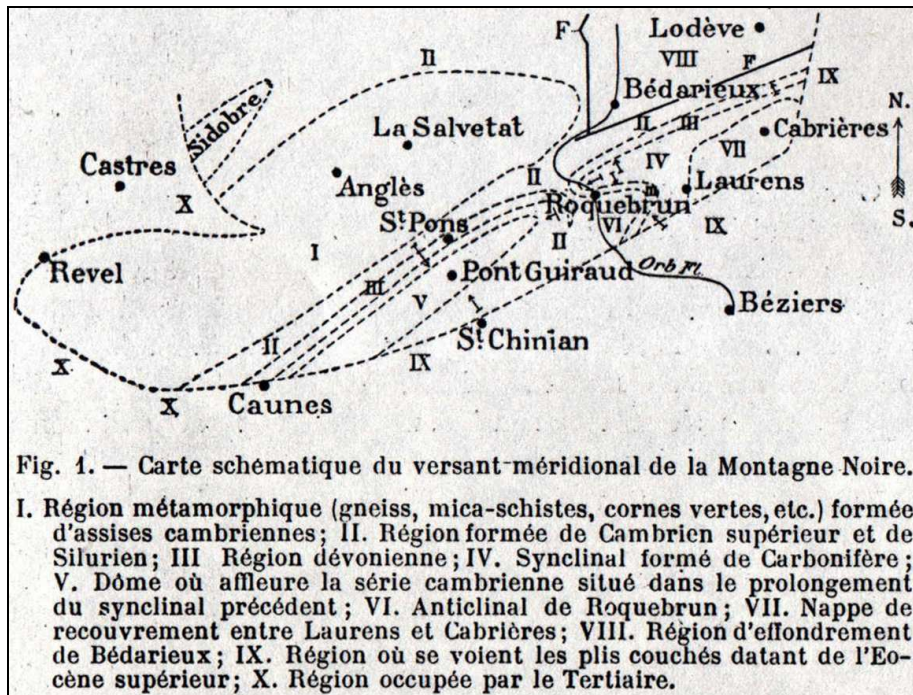 F
Lodève
VIII
F
IX
II
Bédarieux
N.
Sidobre
La Salvetat
II
III
Cabrières
VII
IV
Castres
Anglès
II
Laurens
X
Roquebrun
III
S.
St Pons
VI
IX
I
II
Revel
III
Pont Guiraud
Orb Fl.
V
Béziers
II
St Chinian
X
IX
X
Caunes
Fig. 1. — Carte schématique du versant méridional de la Montagne Noire.
I. Région métamorphique (gneiss, mica-schistes, cornes vertes, etc.) formée
d'assises cambriennes; II. Région formée de Cambrien supérieur et de
Silurien; III Région dévonienne; IV. Synclinal formé de Carbonifère;
V. Dôme où affleure la série cambrienne situé dans le prolongement
du synclinal précédent; VI. Anticlinal de Roquebrun; VII. Nappe de
recouvrement entre Laurens et Cabrières; VIII. Région d'effondrement
de Bédarieux; IX. Région où se voient les plis couchés datant de l'Eo-
cène supérieur; X. Région occupée par le Tertiaire.